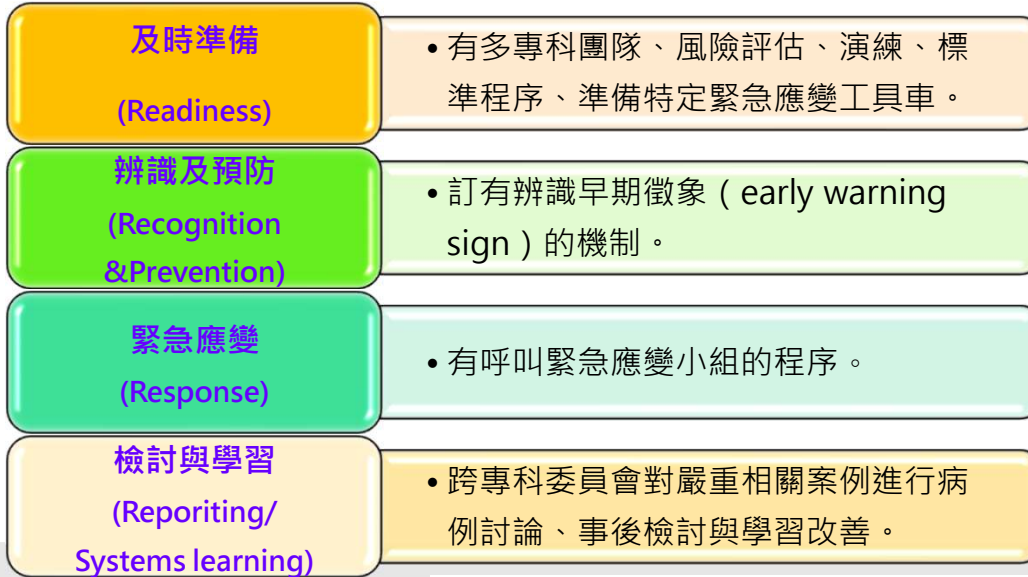 及時準備
(Readiness)
• 有多專科團隊、風險評估、演練、標
準程序、準備特定緊急應變工具車。
辨識及預防
(Recognition
&Prevention)
• 訂有辨識早期徵象（early warning
sign）的機制。
緊急應變
(Response)
• 有呼叫緊急應變小組的程序。
檢討與學習
(Reporiting/
Systems learning)
• 跨專科委員會對嚴重相關案例進行病
例討論、事後檢討與學習改善。